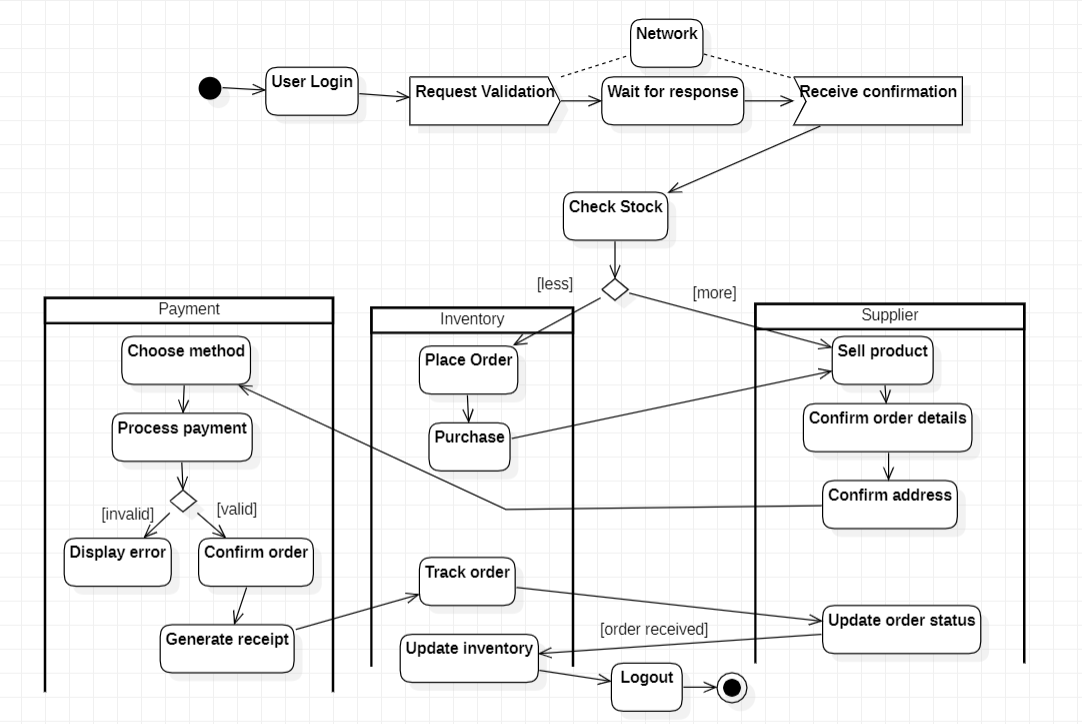 Network
User Login
Request Validation
Wait for response
Receive confirmation
Check Stock
[less]
[more]
Payment
Inventory
Supplier
Choose method
Place Order
Sell product
Process payment
Purchase
Confirm order details
[invalid]
[valid]
Confirm address
Display error
Confirm order
Track order
Generate receipt
Update order status
[order received]
Update inventory
Logout